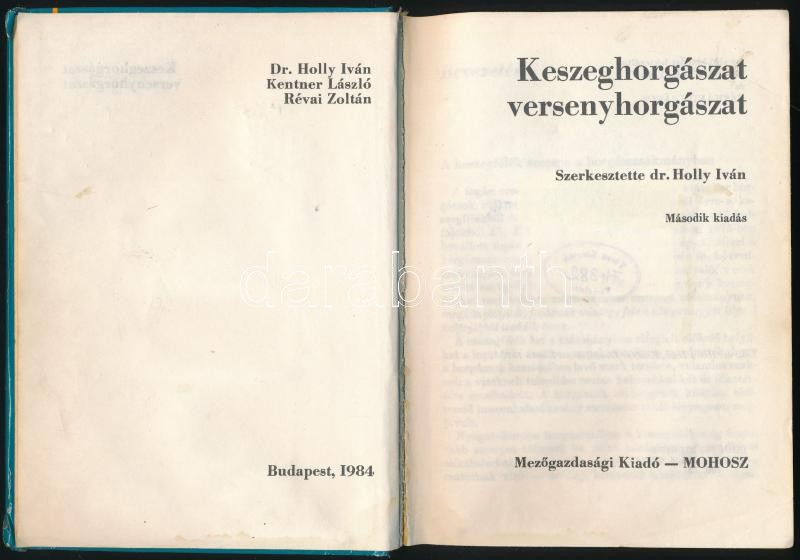 Dr. Holly Iván
Kentner László
Révai Zoltán
Budapest, 1984
Keszeghorgászat
versenyhorgászat
Szerkesztette dr. Holly Iván
Második kiadás
Mezőgazdasági Kiadó — MOHOSZ
darabanth